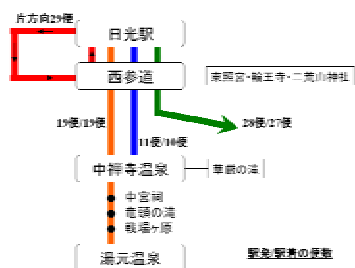 片方向29便
日光駅
西参道
東照宮・輪王寺・二荒山神社
19便/19便
28便/27便
11便/10便
中禅寺温泉
華厳の滝
中宮祠
竜頭の滝
戦場ヶ原
湯元温泉
駅発/駅着の便数